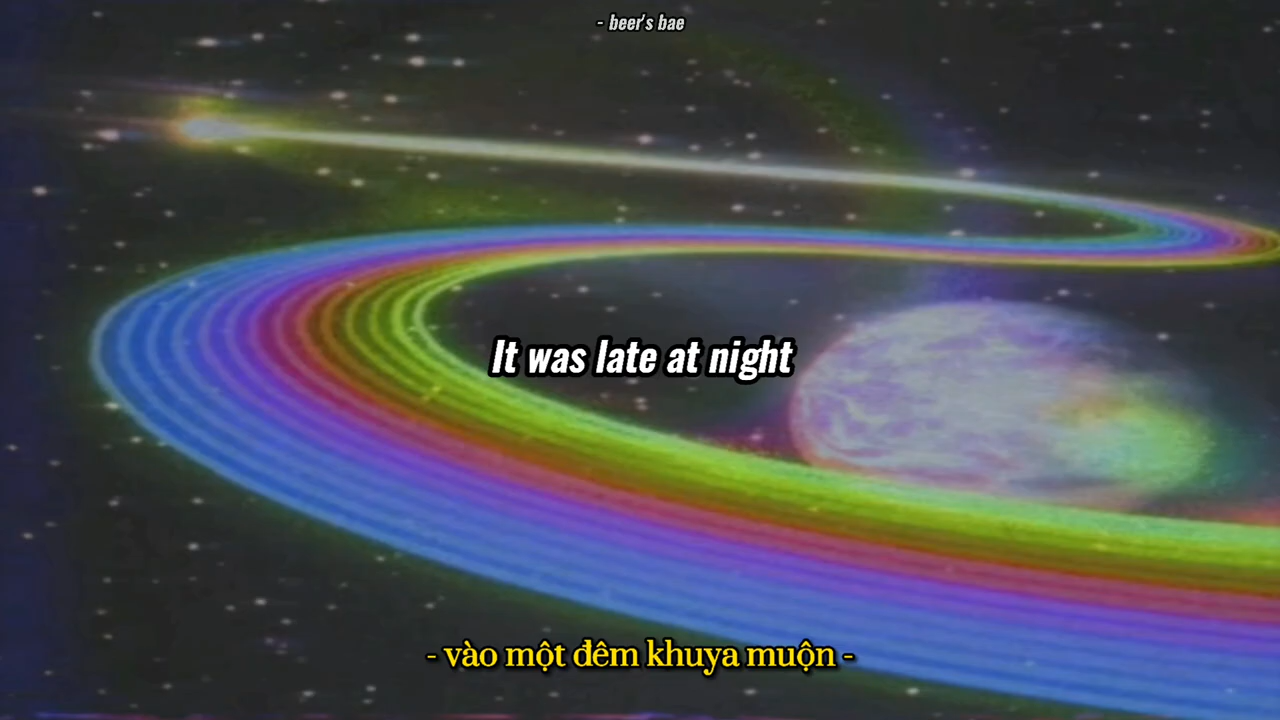 - beer's bae
It was late at night
- vào một đêm khuya muộn -